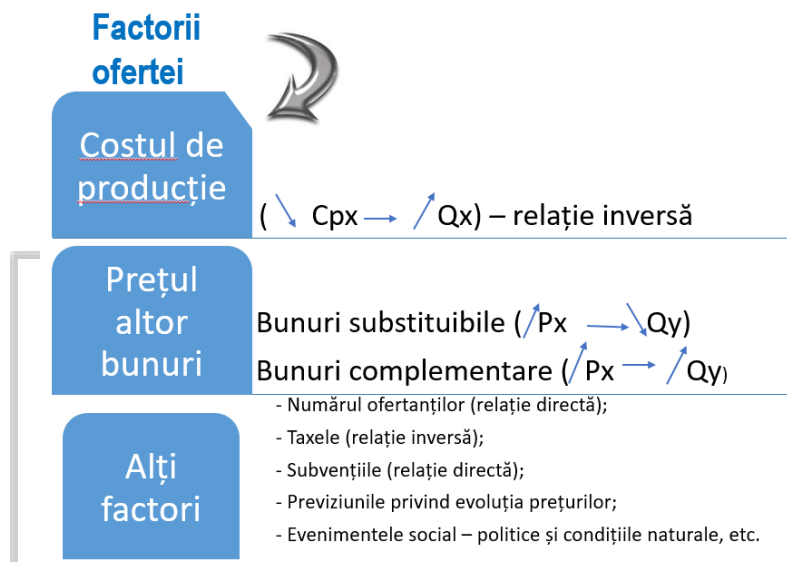 Factorii
ofertei
Costul de
producție
( Cpx Qx) – relație inversă
Prețul
altor
bunuri
Bunuri substituibile ( Px Qy)
Bunuri complementare ( Px Qy)
Alți
factori
- Numărul ofertanților (relație directă);
- Taxele (relație inversă);
- Subvențiile (relație directă);
- Previziunile privind evoluția prețurilor;
- Evenimentele social – politice și condițiile naturale, etc.